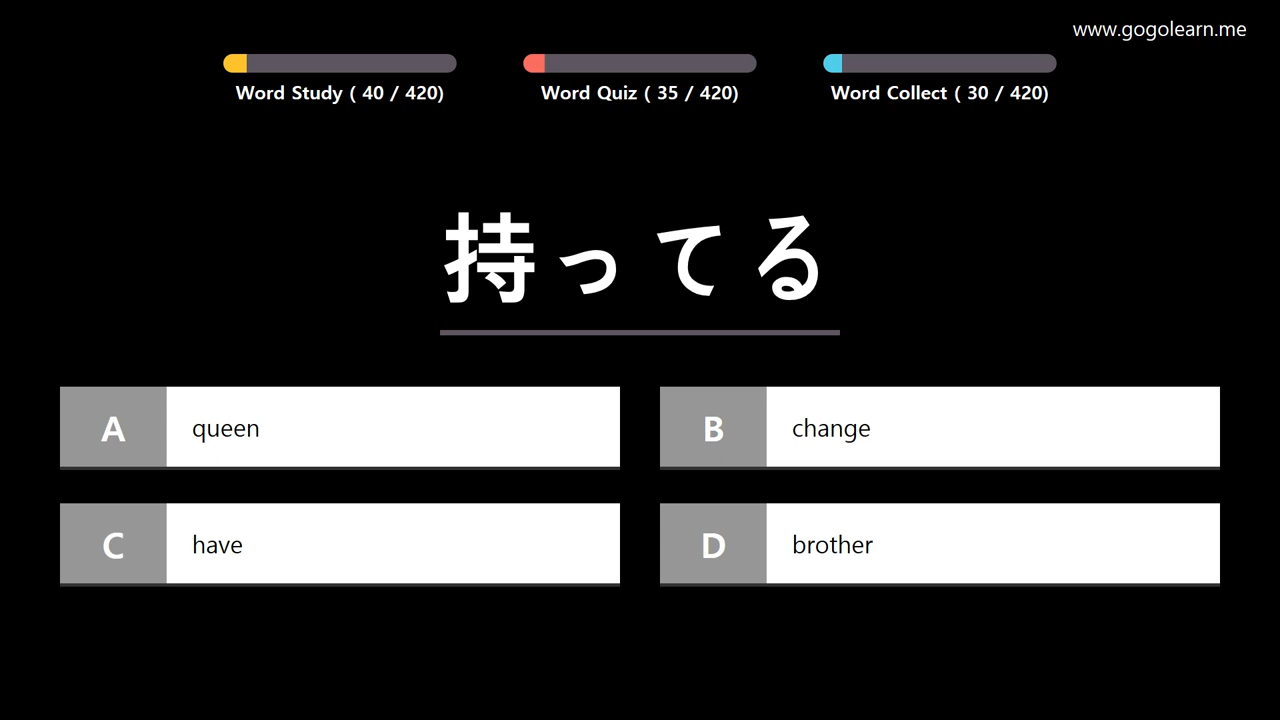 www.gogolearn.me
Word Study ( 40 / 420)
Word Quiz ( 35 / 420)
Word Collect ( 30 / 420)
持ってる
A queen
B change
C have
D brother